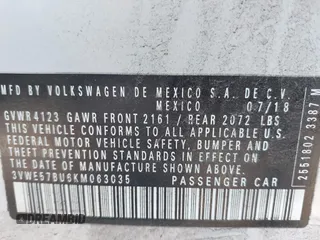 MFD BY VOLKSWAGEN DE MEXICO S.A. DE C.V.
MEXICO 07/18
GVWR 4123 GAWR FRONT 2161 / REAR 2072 LBS
THIS VEHICLE CONFORMS TO ALL APPLICABLE U.S.
FEDERAL MOTOR VEHICLE SAFETY, BUMPER AND
THEFT PREVENTION STANDARDS IN EFFECT ON
THE DATE OF MANUFACTURE SHOWN ABOVE.
3VWE57BU6KM063035
PASSENGER CAR
2551802 3987 M
DREAMBID